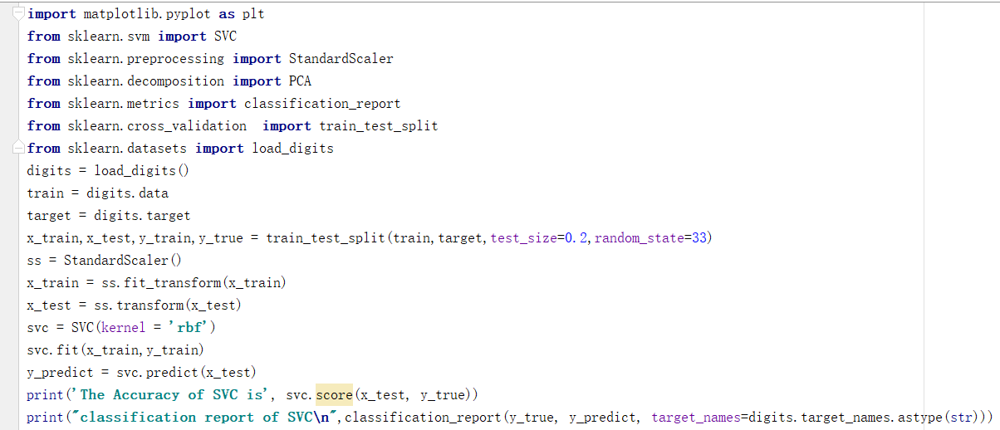 import matplotlib.pyplot as plt
from sklearn.svm import SVC
from sklearn.preprocessing import StandardScaler
from sklearn.decomposition import PCA
from sklearn.metrics import classification_report
from sklearn.cross_validation  import train_test_split
from sklearn.datasets import load_digits
digits = load_digits()
train = digits.data
target = digits.target
x_train,x_test,y_train,y_true = train_test_split(train,target,test_size=0.2,random_state=33)
ss = StandardScaler()
x_train = ss.fit_transform(x_train)
x_test = ss.transform(x_test)
svc = SVC(kernel = 'rbf')
svc.fit(x_train,y_train)
y_predict = svc.predict(x_test)
print('The Accuracy of SVC is', svc.score(x_test, y_true))
print("classification report of SVC\n",classification_report(y_true, y_predict, target_names=digits.target_names.astype(str)))